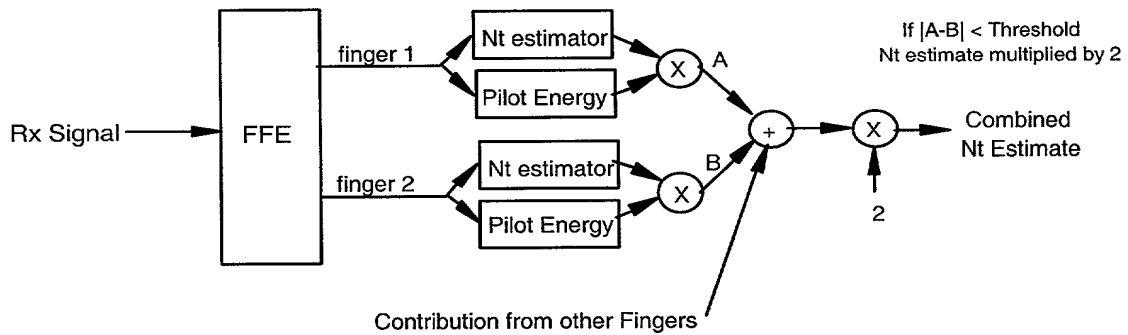 If |A-B| < Threshold
Nt estimate multiplied by 2
Rx Signal
FFE
finger 1
Nt estimator
Pilot Energy
X
A
finger 2
Nt estimator
Pilot Energy
X
B
+
X
2
Combined
Nt Estimate
Contribution from other Fingers